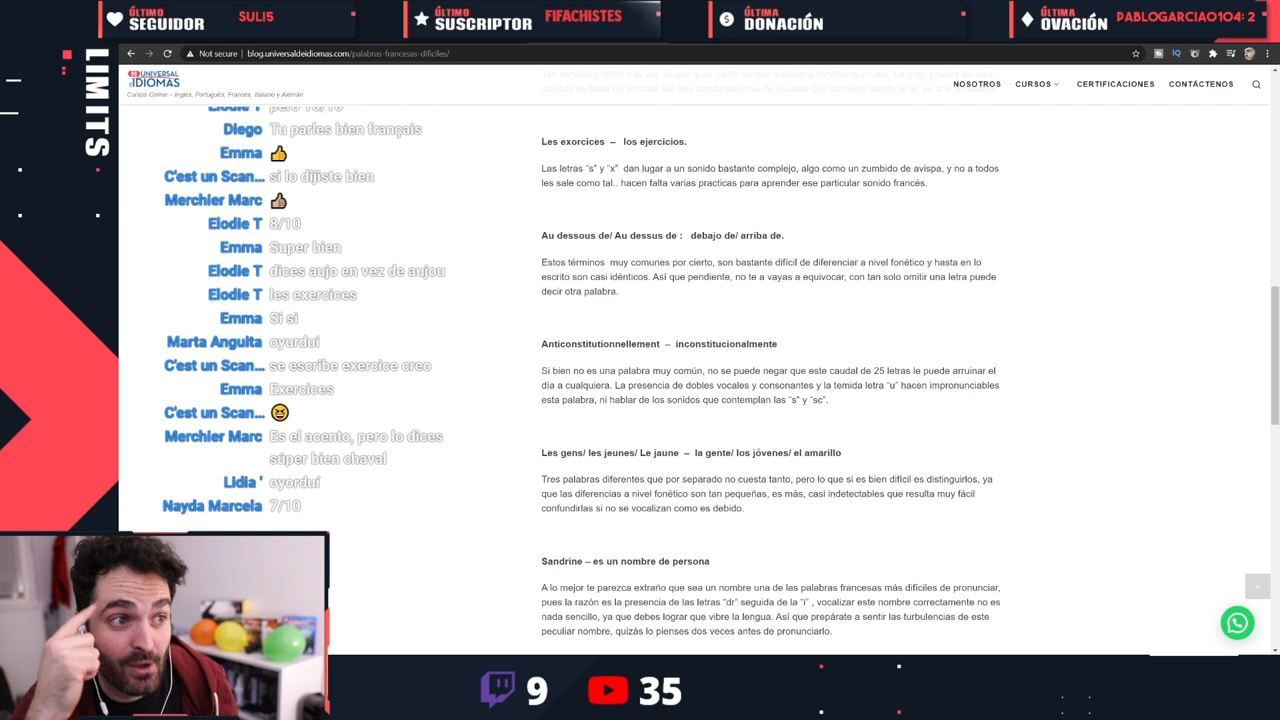 ÚLTIMO
SEGUIDOR
SULI5
ÚLTIMO
SUSCRIPTOR
FIFACHISTES
ÚLTIMA
DONACIÓN
ÚLTIMA
OVACIÓN
PABLOGARCIAO104: 2
LIMITS
Not secure | blog.universaldeidiomas.com/palabras-francesas-dificiles/
UNIVERSAL
DE IDIOMAS
Cursos Online – Inglés, Portugués, Francés, Italiano y Alemán
NOSOTROS
CURSOS
CERTIFICACIONES
CONTÁCTENOS
pero 10/10
Diego Tu parles bien français
Emma 👍
C'est un Scan... si lo dijiste bien
Merchier Marc 👍
Elodie T 8/10
Emma Super bien
Elodie T dices aujo en vez de aujou
Elodie T les exercices
Emma Si si
Marta Anguita oyurdui
C'est un Scan... se escribe exercice creo
Emma Exercices
C'est un Scan... 😆
Merchier Marc Es el acento, pero lo dices
súper bien chaval
Lidia ' oyorduí
Nayda Marcela 7/10
Les exorcices – los ejercicios.
Las letras “s” y “x” dan lugar a un sonido bastante complejo, algo como un zumbido de avispa, y no a todos
les sale como tal.. hacen falta varias practicas para aprender ese particular sonido francés.
Au dessous de/ Au dessus de : debajo de/ arriba de.
Estos términos muy comunes por cierto, son bastante difícil de diferenciar a nivel fonético y hasta en lo
escrito son casi idénticos. Así que pendiente, no te a vayas a equivocar, con tan solo omitir una letra puede
decir otra palabra.
Anticonstitutionnellement – inconstitucionalmente
Si bien no es una palabra muy común, no se puede negar que este caudal de 25 letras le puede arruinar el
día a cualquiera. La presencia de dobles vocales y consonantes y la temida letra “u” hacen impronunciables
esta palabra, ni hablar de los sonidos que contemplan las “s” y “sc”.
Les gens/ les jeunes/ Le jaune – la gente/ los jóvenes/ el amarillo
Tres palabras diferentes que por separado no cuesta tanto, pero lo que si es bien difícil es distinguirlos, ya
que las diferencias a nivel fonético son tan pequeñas, es más, casi indetectables que resulta muy fácil
confundirlas si no se vocalizan como es debido.
Sandrine – es un nombre de persona
A lo mejor te parezca extraño que sea un nombre una de las palabras francesas más difíciles de pronunciar,
pues la razón es la presencia de las letras “dr” seguida de la “i” , vocalizar este nombre correctamente no es
nada sencillo, ya que debes lograr que vibre la lengua. Así que prepárate a sentir las turbulencias de este
peculiar nombre, quizás lo pienses dos veces antes de pronunciarlo.
9
35